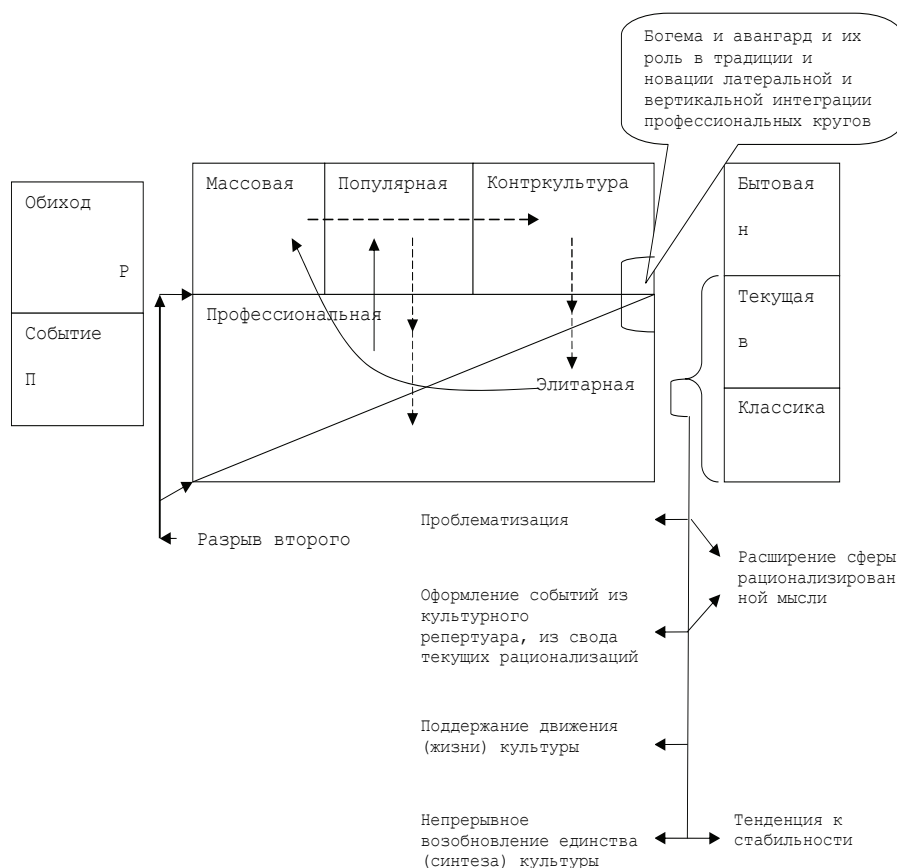 Богема и авангард и их
роль в традиции и
новации латеральной и
вертикальной интеграции
профессиональных кругов
Обиход
Р
Событие
П
Массовая
Популярная
Контркультура
Профессиональная
Элитарная
Бытовая
н
Текущая
в
Классика
Разрыв второго
Проблематизация
Оформление событий из
культурного
репертуара, из свода
текущих рационализаций
Поддержание движения
(жизни) культуры
Непрерывное
возобновление единства
(синтеза) культуры
Расширение сферы
рационализирован
ной мысли
Тенденция к
стабильности